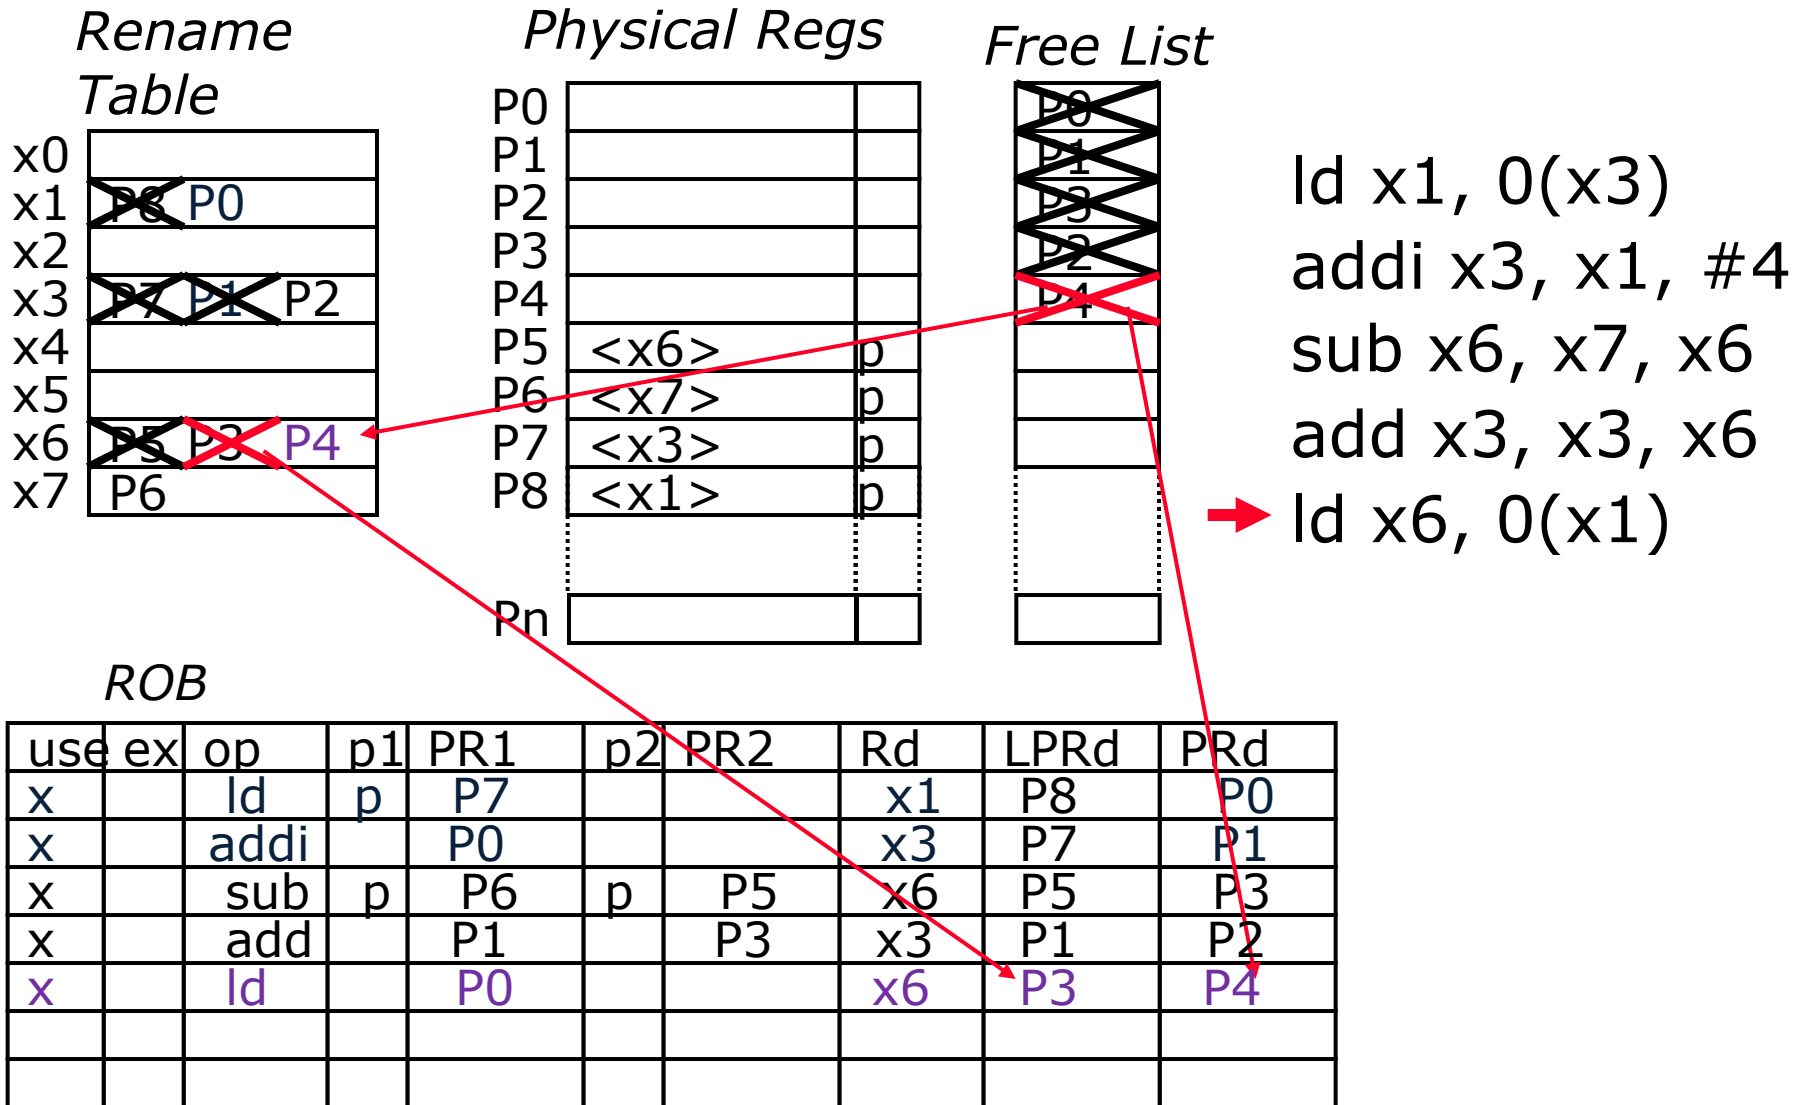 Rename Table
x0
x1 P8 P0
x2
x3 P7 P1 P2
x4
x5
x6 P5 P3 P4
x7 P6
Physical Regs
P0
P1
P2
P3
P4
P5 <x6> p
P6 <x7> p
P7 <x3> p
P8 <x1> p
Pn
Free List
P0
P1
P3
P2
P4
ld x1, 0(x3)
addi x3, x1, #4
sub x6, x7, x6
add x3, x3, x6
ld x6, 0(x1)
ROB
use ex op p1 PR1 p2 PR2 Rd LPRd PRd
x ld p P7 x1 P8 P0
x addi P0 x3 P7 P1
x sub p P6 p P5 x6 P5 P3
x add P1 P3 x3 P1 P2
x ld P0 x6 P3 P4